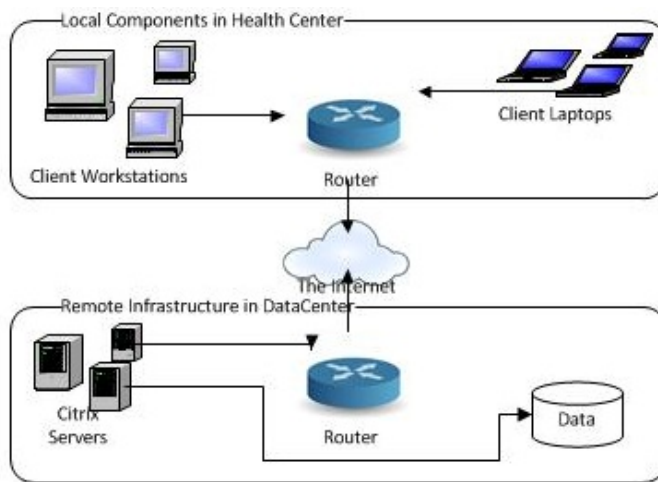 Local Components in Health Center
Client Workstations
Client Laptops
Router
The Internet
Remote Infrastructure in DataCenter
Citrix
Servers
Router
Data